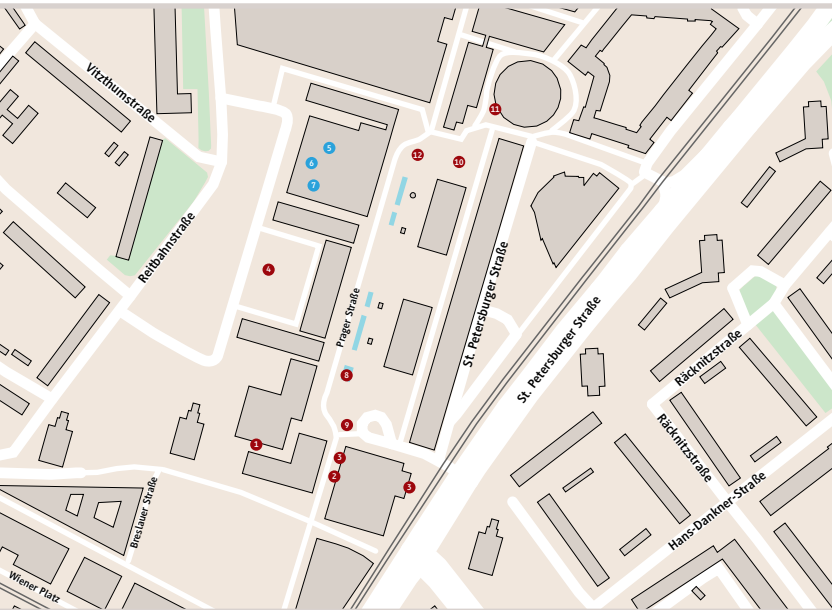 Vitzthumstraße
11
5
12
10
6
7
Reitbahnstraße
4
St. Petersburger Straße
Prager Straße
St. Petersburger Straße
Räcknitzstraße
8
9
Räcknitzstraße
1
3
2
3
Hans-Dankner-Straße
Breslauer Straße
Wiener Platz